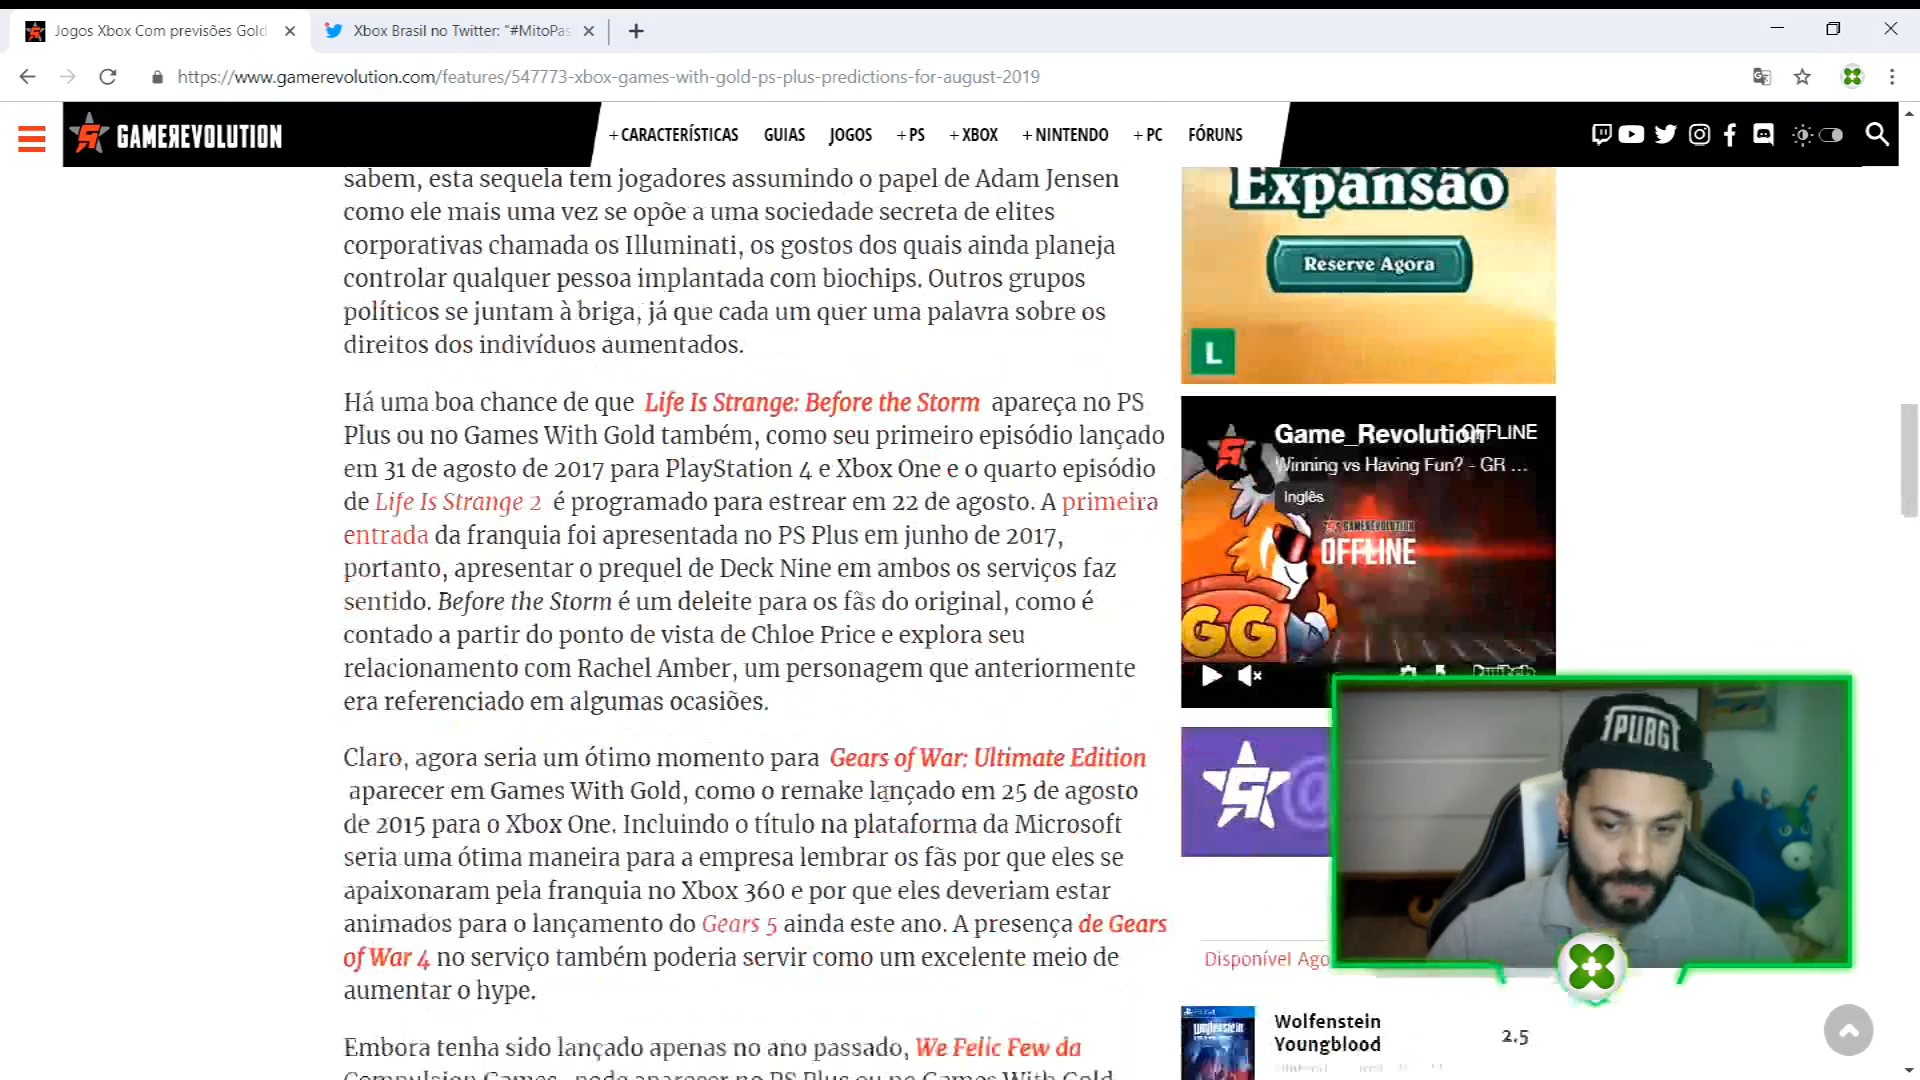 Jogos Xbox Com previsões Gold
Xbox Brasil no Twitter: "#MitoPas
https://www.gamerevolution.com/features/547773-xbox-games-with-gold-ps-plus-predictions-for-august-2019
GAMEREVOLUTION
+ CARACTERÍSTICAS
GUIAS
JOGOS
+ PS
+ XBOX
+ NINTENDO
+ PC
FÓRUNS
sabem, esta sequela tem jogadores assumindo o papel de Adam Jensen
como ele mais uma vez se opõe a uma sociedade secreta de elites
corporativas chamada os Illuminati, os gostos dos quais ainda planeja
controlar qualquer pessoa implantada com biochips. Outros grupos
políticos se juntam à briga, já que cada um quer uma palavra sobre os
direitos dos indivíduos aumentados.
Há uma boa chance de que Life Is Strange: Before the Storm apareça no PS
Plus ou no Games With Gold também, como seu primeiro episódio lançado
em 31 de agosto de 2017 para PlayStation 4 e Xbox One e o quarto episódio
de Life Is Strange 2 é programado para estrear em 22 de agosto. A primeira
entrada da franquia foi apresentada no PS Plus em junho de 2017,
portanto, apresentar o prequel de Deck Nine em ambos os serviços faz
sentido. Before the Storm é um deleite para os fãs do original, como é
contado a partir do ponto de vista de Chloe Price e explora seu
relacionamento com Rachel Amber, um personagem que anteriormente
era referenciado em algumas ocasiões.
Claro, agora seria um ótimo momento para Gears of War: Ultimate Edition
aparecer em Games With Gold, como o remake lançado em 25 de agosto
de 2015 para o Xbox One. Incluindo o título na plataforma da Microsoft
seria uma ótima maneira para a empresa lembrar os fãs por que eles se
apaixonaram pela franquia no Xbox 360 e por que eles deveriam estar
animados para o lançamento do Gears 5 ainda este ano. A presença de Gears
of War 4 no serviço também poderia servir como um excelente meio de
aumentar o hype.
Embora tenha sido lançado apenas no ano passado, We Felic Few da
Compulsion Games, pode aparecer no PS Plus ou no Games With Gold
Expansão
Reserve Agora
L
Game_Revolution
OFFLINE
Winning vs Having Fun? - GR ...
Inglês
GAMEREVOLUTION
OFFLINE
GG
Twitch
@
PUBG
Disponível Ago
Wolfenstein
Youngblood
2.5